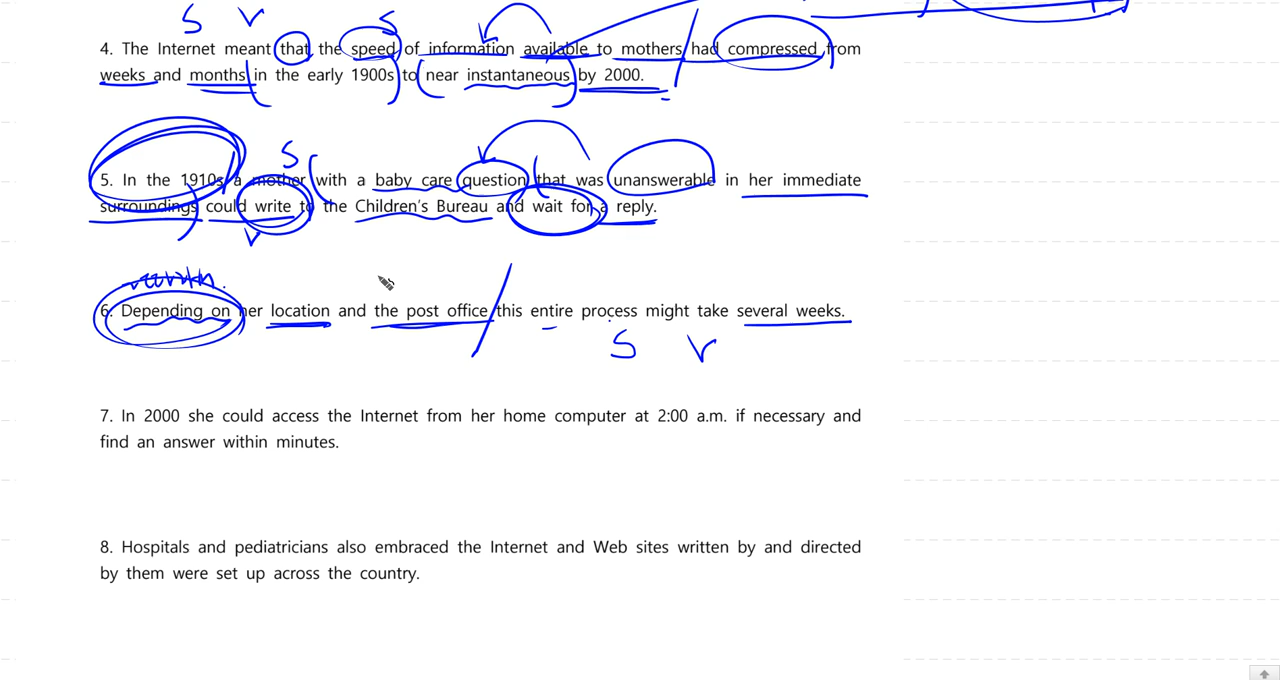 S V S
4. The Internet meant that the speed of information available to mothers had compressed from
weeks and months in the early 1900s to near instantaneous by 2000.
S
5. In the 1910s a mother with a baby care question that was unanswerable in her immediate
surroundings could write to the Children's Bureau and wait for a reply.
V
6. Depending on her location and the post office this entire process might take several weeks.
S V
7. In 2000 she could access the Internet from her home computer at 2:00 a.m. if necessary and
find an answer within minutes.
8. Hospitals and pediatricians also embraced the Internet and Web sites written by and directed
by them were set up across the country.